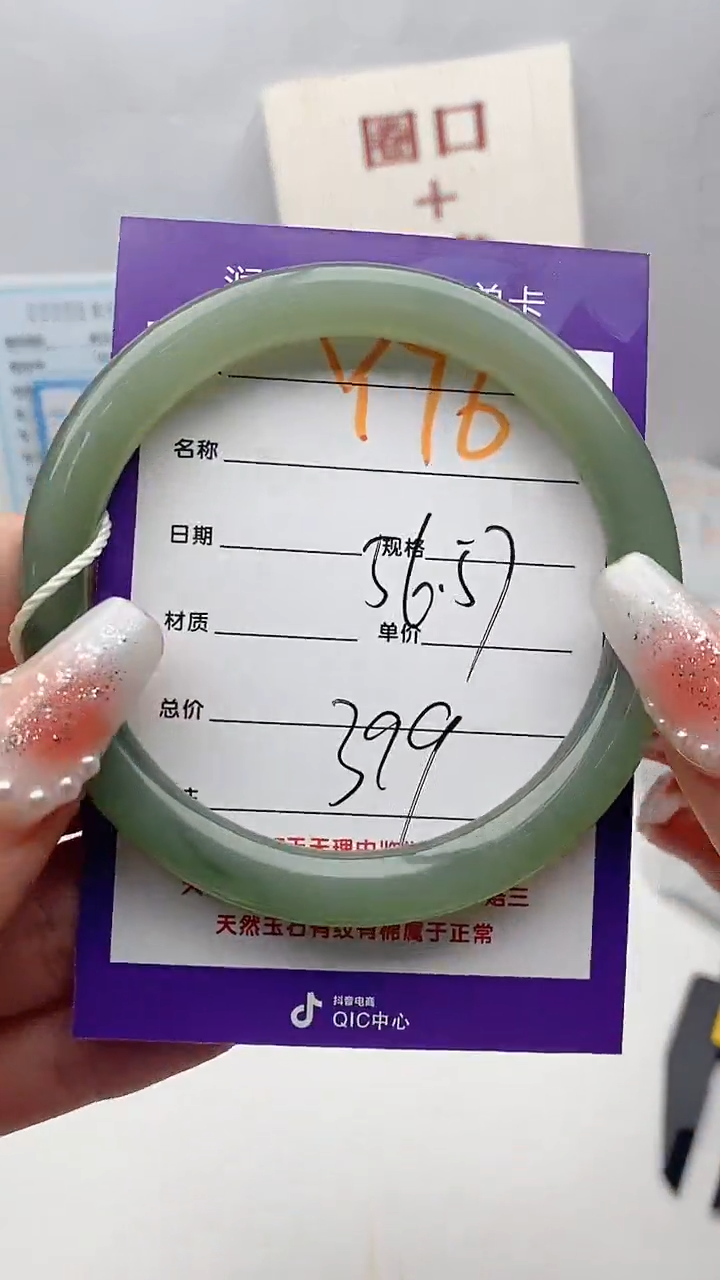 圈口
+
单卡
Y76
名称
日期 规格
56.57
材质 单价
总价 399
天然玉石有纹有棉属于正常
抖音电商
QIC中心